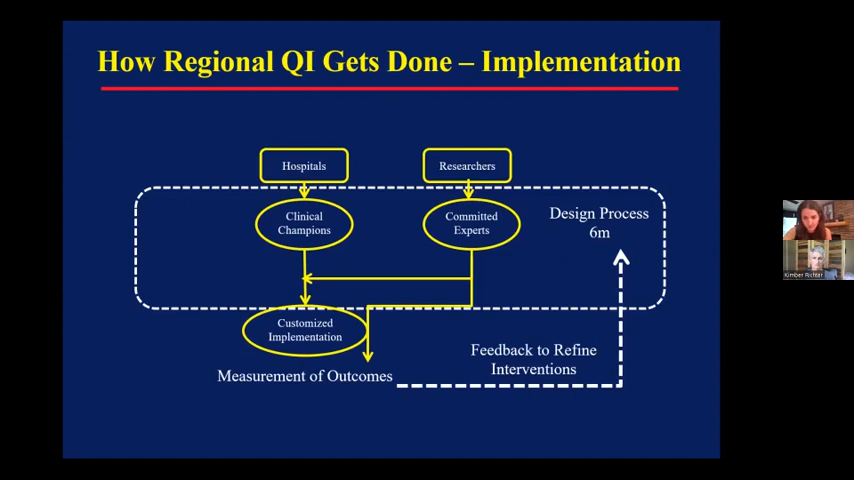 How Regional QI Gets Done – Implementation
Hospitals
Researchers
Clinical
Champions
Committed
Experts
Design Process
6m
Customized
Implementation
Measurement of Outcomes
Feedback to Refine
Interventions
Kimber Richter